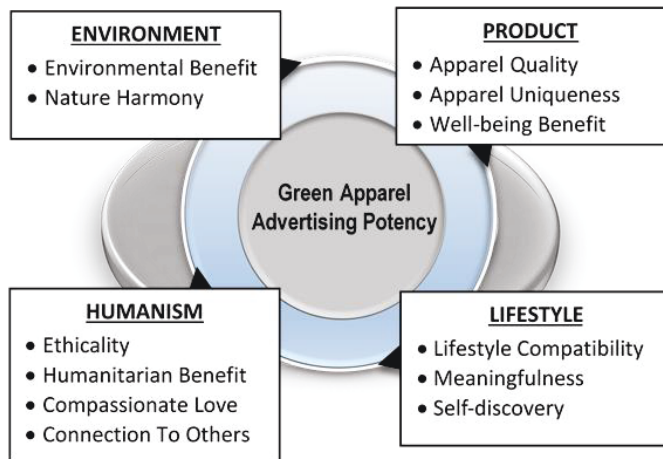 ENVIRONMENT
• Environmental Benefit
• Nature Harmony
PRODUCT
• Apparel Quality
• Apparel Uniqueness
• Well-being Benefit
Green Apparel
Advertising Potency
HUMANISM
• Ethicality
• Humanitarian Benefit
• Compassionate Love
• Connection To Others
LIFESTYLE
• Lifestyle Compatibility
• Meaningfulness
• Self-discovery